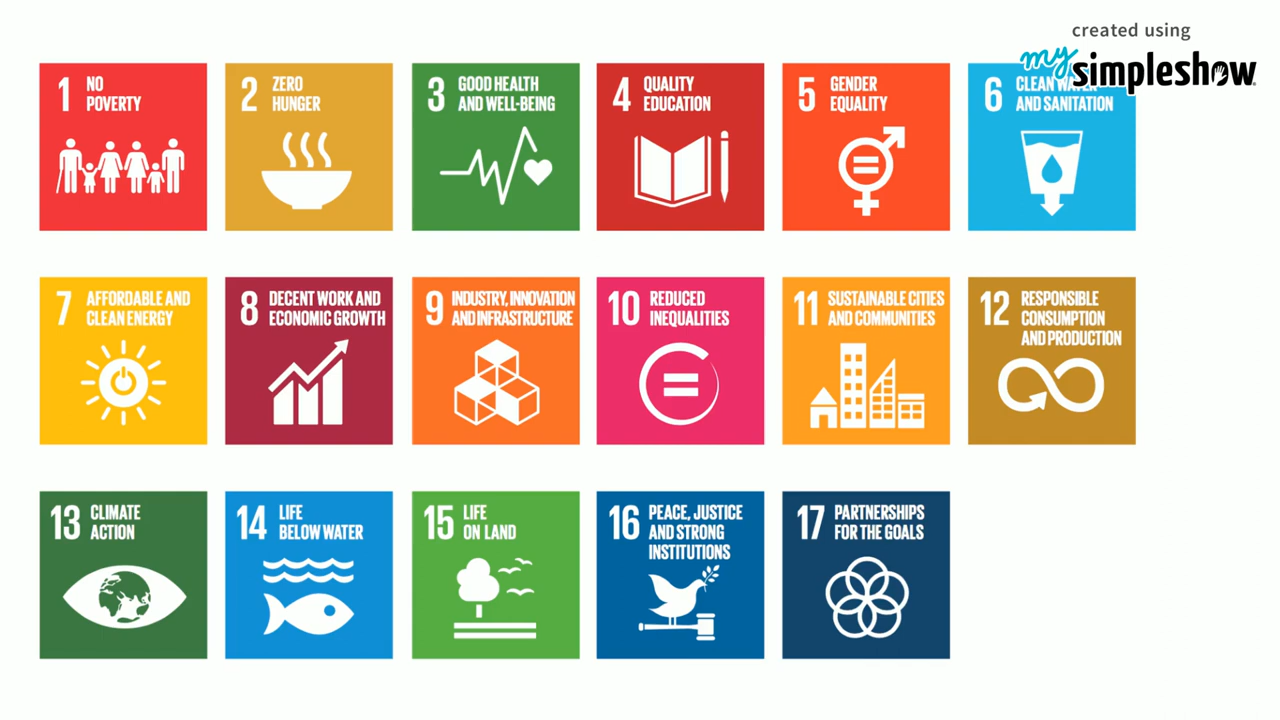 created using
my
simpleshow
1 NO
POVERTY
2 ZERO
HUNGER
3 GOOD HEALTH
AND WELL-BEING
4 QUALITY
EDUCATION
5 GENDER
EQUALITY
6 CLEAN WATER
AND SANITATION
7 AFFORDABLE AND
CLEAN ENERGY
8 DECENT WORK AND
ECONOMIC GROWTH
9 INDUSTRY, INNOVATION
AND INFRASTRUCTURE
10 REDUCED
INEQUALITIES
11 SUSTAINABLE CITIES
AND COMMUNITIES
12 RESPONSIBLE
CONSUMPTION
AND PRODUCTION
13 CLIMATE
ACTION
14 LIFE
BELOW WATER
15 LIFE
ON LAND
16 PEACE, JUSTICE
AND STRONG
INSTITUTIONS
17 PARTNERSHIPS
FOR THE GOALS